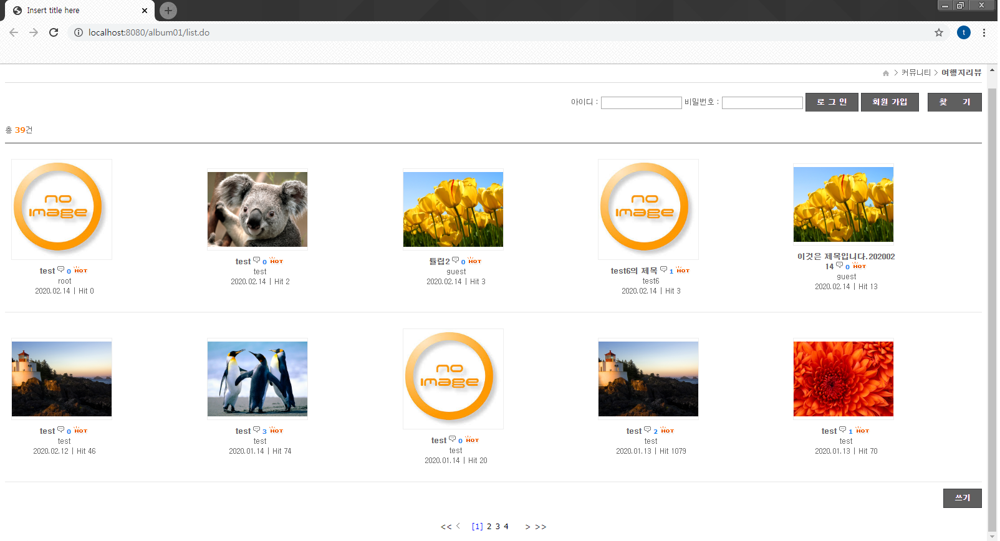 Insert title here
localhost:8080/album01/list.do
t
> 커뮤니티 > 여행지리뷰
아이디 : 비밀번호 : 로 그 인 회원 가입 찾 기
총 39건
no image
test 0 HOT
root
2020.02.14 | Hit 0
test 0 HOT
test
2020.02.14 | Hit 2
튤립2 0 HOT
guest
2020.02.14 | Hit 3
no image
test6의 제목 1 HOT
test6
2020.02.14 | Hit 3
이것은 제목입니다.202002
14 0 HOT
guest
2020.02.14 | Hit 13
test 0 HOT
test
2020.02.12 | Hit 46
test 3 HOT
test
2020.01.14 | Hit 74
no image
test 0 HOT
test
2020.01.14 | Hit 20
test 2 HOT
test
2020.01.13 | Hit 1079
test 1 HOT
test
2020.01.13 | Hit 70
쓰기
<< < [1] 2 3 4 > >>